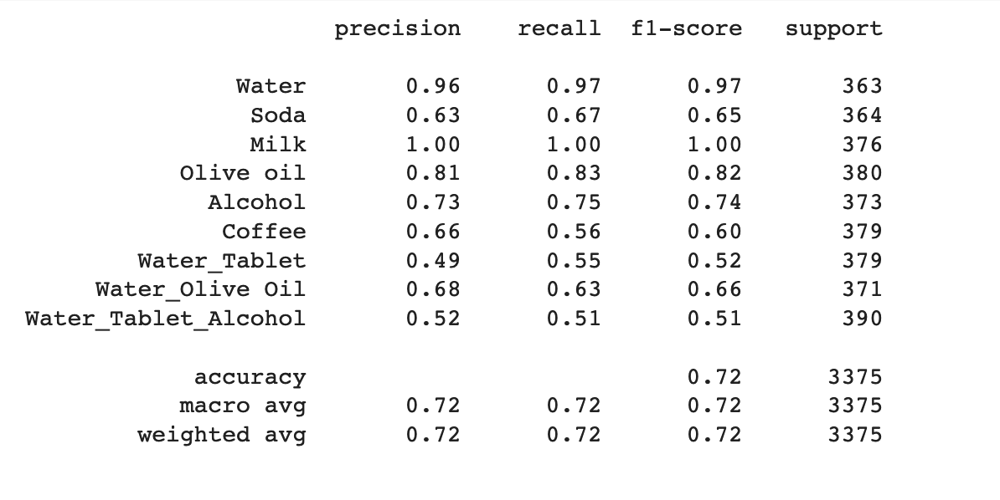 precision recall f1-score support
Water 0.96 0.97 0.97 363
Soda 0.63 0.67 0.65 364
Milk 1.00 1.00 1.00 376
Olive oil 0.81 0.83 0.82 380
Alcohol 0.73 0.75 0.74 373
Coffee 0.66 0.56 0.60 379
Water_Tablet 0.49 0.55 0.52 379
Water_Olive Oil 0.68 0.63 0.66 371
Water_Tablet_Alcohol 0.52 0.51 0.51 390
accuracy 0.72 3375
macro avg 0.72 0.72 0.72 3375
weighted avg 0.72 0.72 0.72 3375